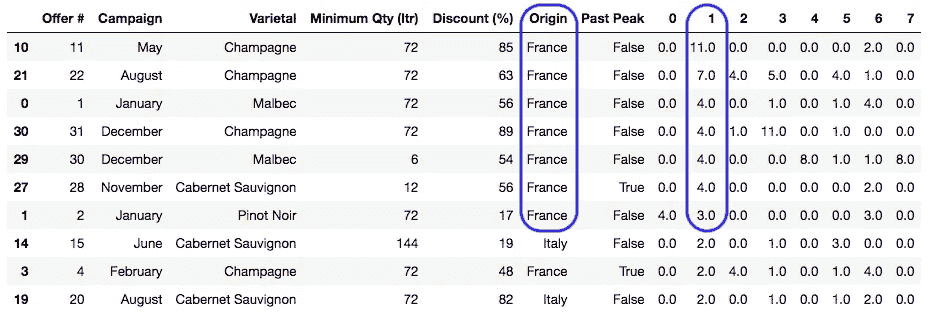 Offer # Campaign Varietal Minimum Qty (ltr) Discount (%) Origin Past Peak 0 1 2 3 4 5 6 7
10 11 May Champagne 72 85 France False 0.0 11.0 0.0 0.0 0.0 0.0 2.0 0.0
21 22 August Champagne 72 63 France False 0.0 7.0 4.0 5.0 0.0 4.0 1.0 0.0
0 1 January Malbec 72 56 France False 0.0 4.0 0.0 1.0 0.0 1.0 4.0 0.0
30 31 December Champagne 72 89 France False 0.0 4.0 1.0 11.0 0.0 1.0 0.0 0.0
29 30 December Malbec 6 54 France False 0.0 4.0 0.0 0.0 8.0 1.0 1.0 8.0
27 28 November Cabernet Sauvignon 12 56 France True 0.0 4.0 0.0 0.0 0.0 0.0 2.0 0.0
1 2 January Pinot Noir 72 17 France False 4.0 3.0 0.0 0.0 0.0 0.0 3.0 0.0
14 15 June Cabernet Sauvignon 144 19 Italy False 0.0 2.0 0.0 1.0 0.0 3.0 0.0 0.0
3 4 February Champagne 72 48 France True 0.0 2.0 4.0 1.0 0.0 1.0 4.0 0.0
19 20 August Cabernet Sauvignon 72 82 Italy False 0.0 2.0 0.0 1.0 0.0 1.0 2.0 0.0